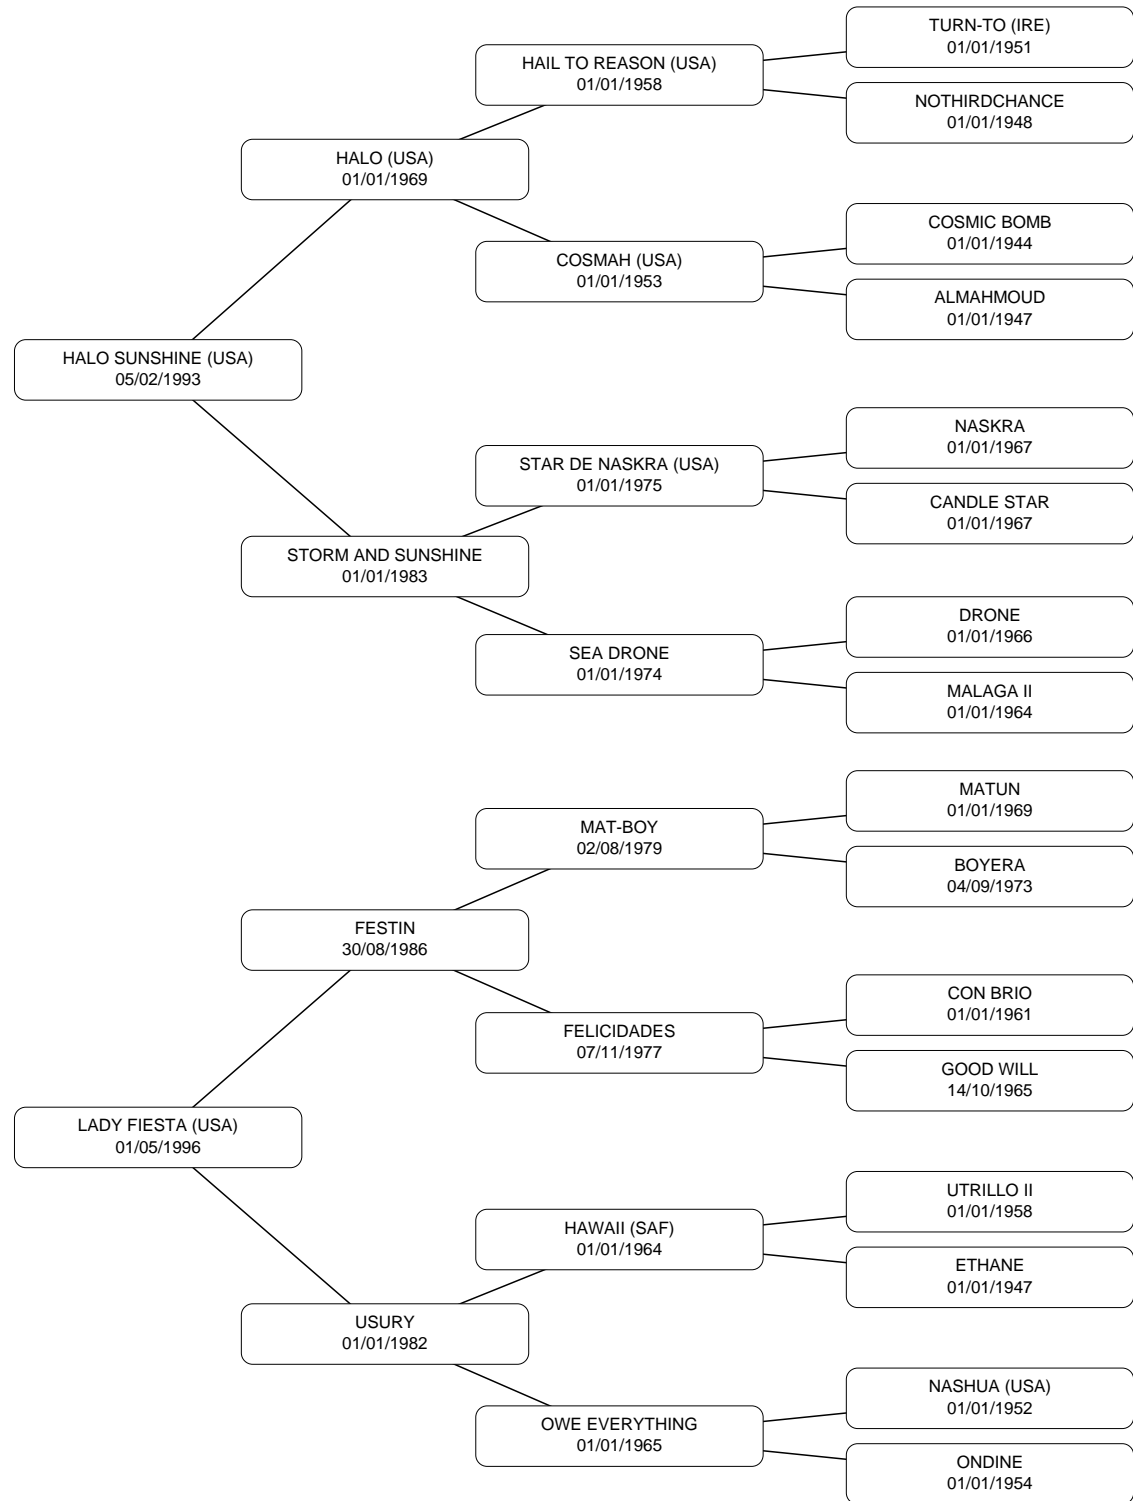 TURN-TO (IRE)
01/01/1951
HAIL TO REASON (USA)
01/01/1958
NOTHIRDCHANCE
01/01/1948
HALO (USA)
01/01/1969
COSMIC BOMB
01/01/1944
COSMAH (USA)
01/01/1953
ALMAHMOUD
01/01/1947
HALO SUNSHINE (USA)
05/02/1993
NASKRA
01/01/1967
STAR DE NASKRA (USA)
01/01/1975
CANDLE STAR
01/01/1967
STORM AND SUNSHINE
01/01/1983
DRONE
01/01/1966
SEA DRONE
01/01/1974
MALAGA II
01/01/1964
MATUN
01/01/1969
MAT-BOY
02/08/1979
BOYERA
04/09/1973
FESTIN
30/08/1986
CON BRIO
01/01/1961
FELICIDADES
07/11/1977
GOOD WILL
14/10/1965
LADY FIESTA (USA)
01/05/1996
UTRILLO II
01/01/1958
HAWAII (SAF)
01/01/1964
ETHANE
01/01/1947
USURY
01/01/1982
NASHUA (USA)
01/01/1952
OWE EVERYTHING
01/01/1965
ONDINE
01/01/1954